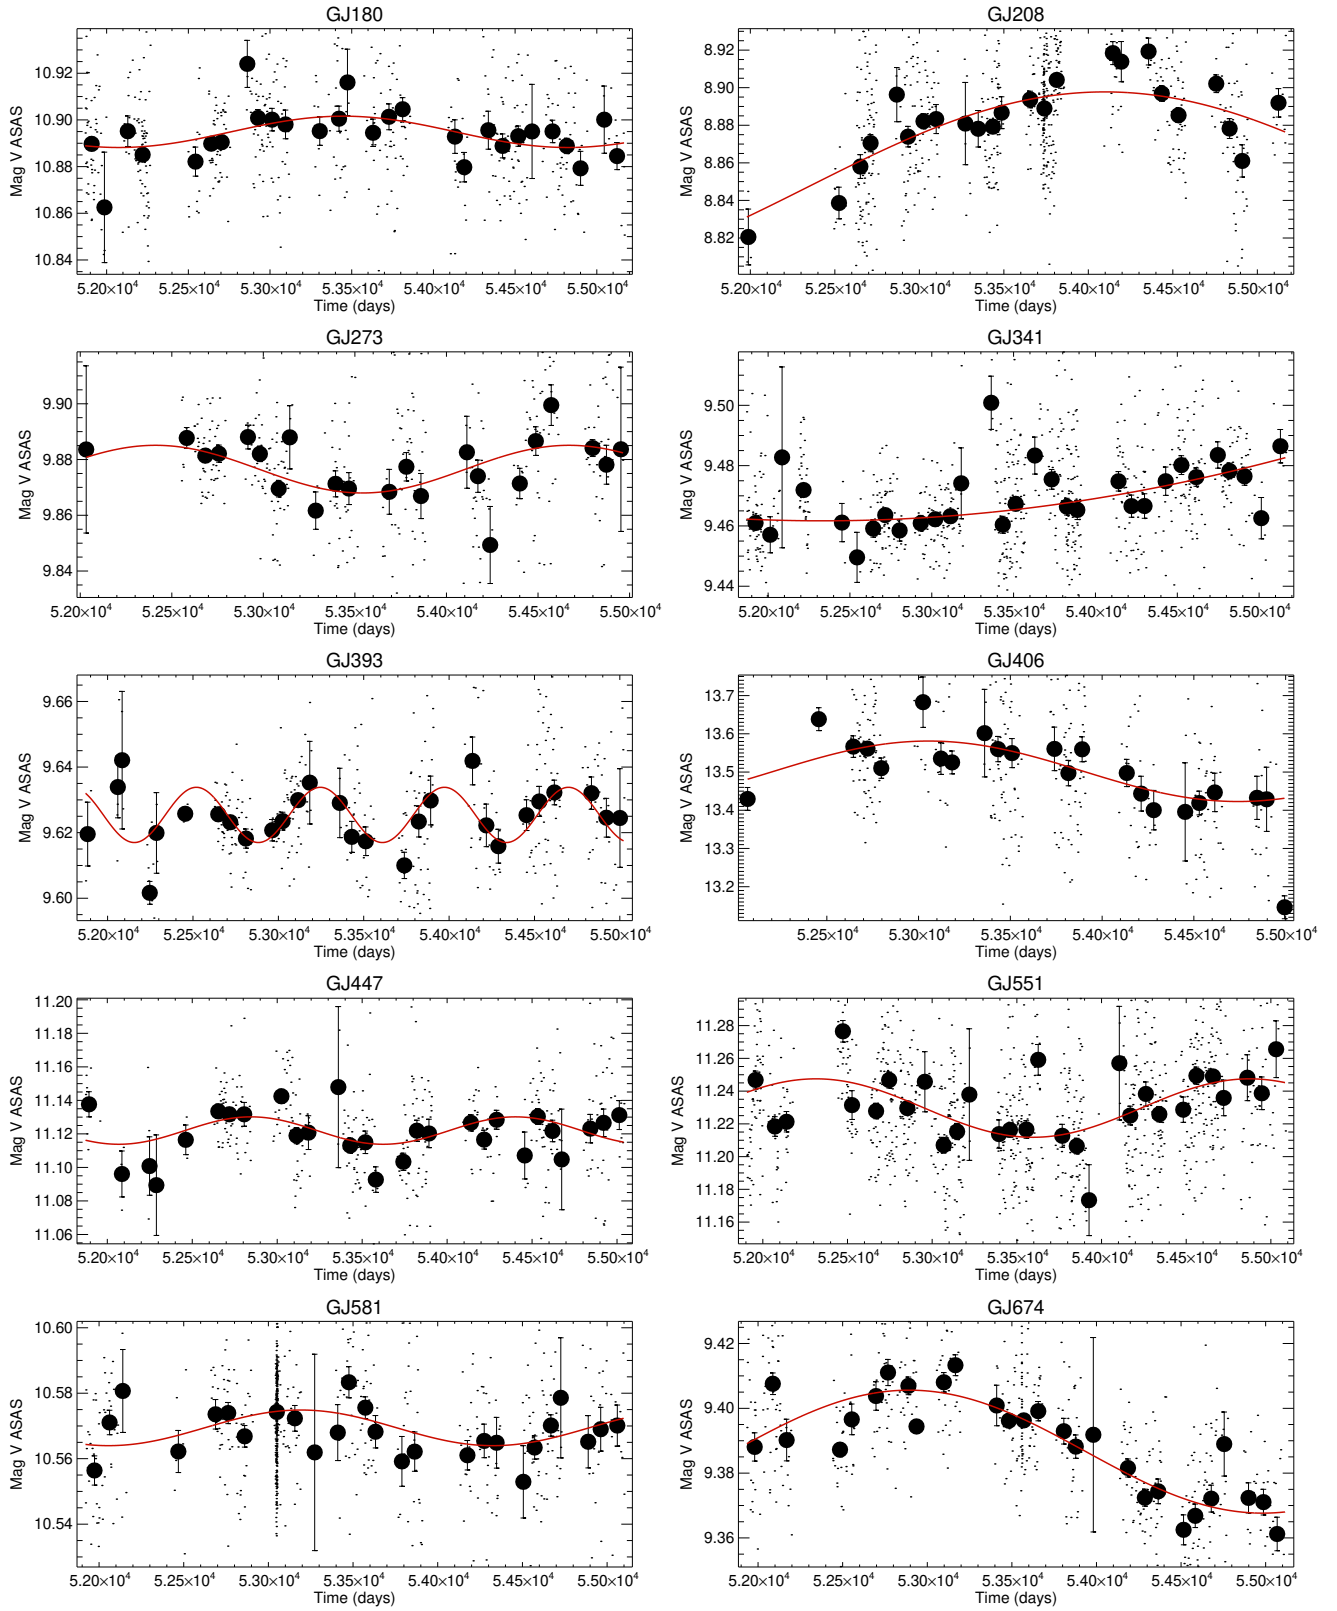 GJ180
Mag V ASAS
10.92
10.90
10.88
10.86
10.84
5.20×10⁴ 5.25×10⁴ 5.30×10⁴ 5.35×10⁴ 5.40×10⁴ 5.45×10⁴ 5.50×10⁴
Time (days)
GJ208
Mag V ASAS
8.92
8.90
8.88
8.86
8.84
8.82
5.20×10⁴ 5.25×10⁴ 5.30×10⁴ 5.35×10⁴ 5.40×10⁴ 5.45×10⁴ 5.50×10⁴
Time (days)
GJ273
Mag V ASAS
9.90
9.88
9.86
9.84
5.20×10⁴ 5.25×10⁴ 5.30×10⁴ 5.35×10⁴ 5.40×10⁴ 5.45×10⁴ 5.50×10⁴
Time (days)
GJ341
Mag V ASAS
9.50
9.48
9.46
9.44
5.20×10⁴ 5.25×10⁴ 5.30×10⁴ 5.35×10⁴ 5.40×10⁴ 5.45×10⁴ 5.50×10⁴
Time (days)
GJ393
Mag V ASAS
9.66
9.64
9.62
9.60
5.20×10⁴ 5.25×10⁴ 5.30×10⁴ 5.35×10⁴ 5.40×10⁴ 5.45×10⁴ 5.50×10⁴
Time (days)
GJ406
Mag V ASAS
13.7
13.6
13.5
13.4
13.3
13.2
5.25×10⁴ 5.30×10⁴ 5.35×10⁴ 5.40×10⁴ 5.45×10⁴ 5.50×10⁴
Time (days)
GJ447
Mag V ASAS
11.20
11.18
11.16
11.14
11.12
11.10
11.08
11.06
5.20×10⁴ 5.25×10⁴ 5.30×10⁴ 5.35×10⁴ 5.40×10⁴ 5.45×10⁴ 5.50×10⁴
Time (days)
GJ551
Mag V ASAS
11.28
11.26
11.24
11.22
11.20
11.18
11.16
5.20×10⁴ 5.25×10⁴ 5.30×10⁴ 5.35×10⁴ 5.40×10⁴ 5.45×10⁴ 5.50×10⁴
Time (days)
GJ581
Mag V ASAS
10.60
10.58
10.56
10.54
5.20×10⁴ 5.25×10⁴ 5.30×10⁴ 5.35×10⁴ 5.40×10⁴ 5.45×10⁴ 5.50×10⁴
Time (days)
GJ674
Mag V ASAS
9.42
9.40
9.38
9.36
5.20×10⁴ 5.25×10⁴ 5.30×10⁴ 5.35×10⁴ 5.40×10⁴ 5.45×10⁴ 5.50×10⁴
Time (days)